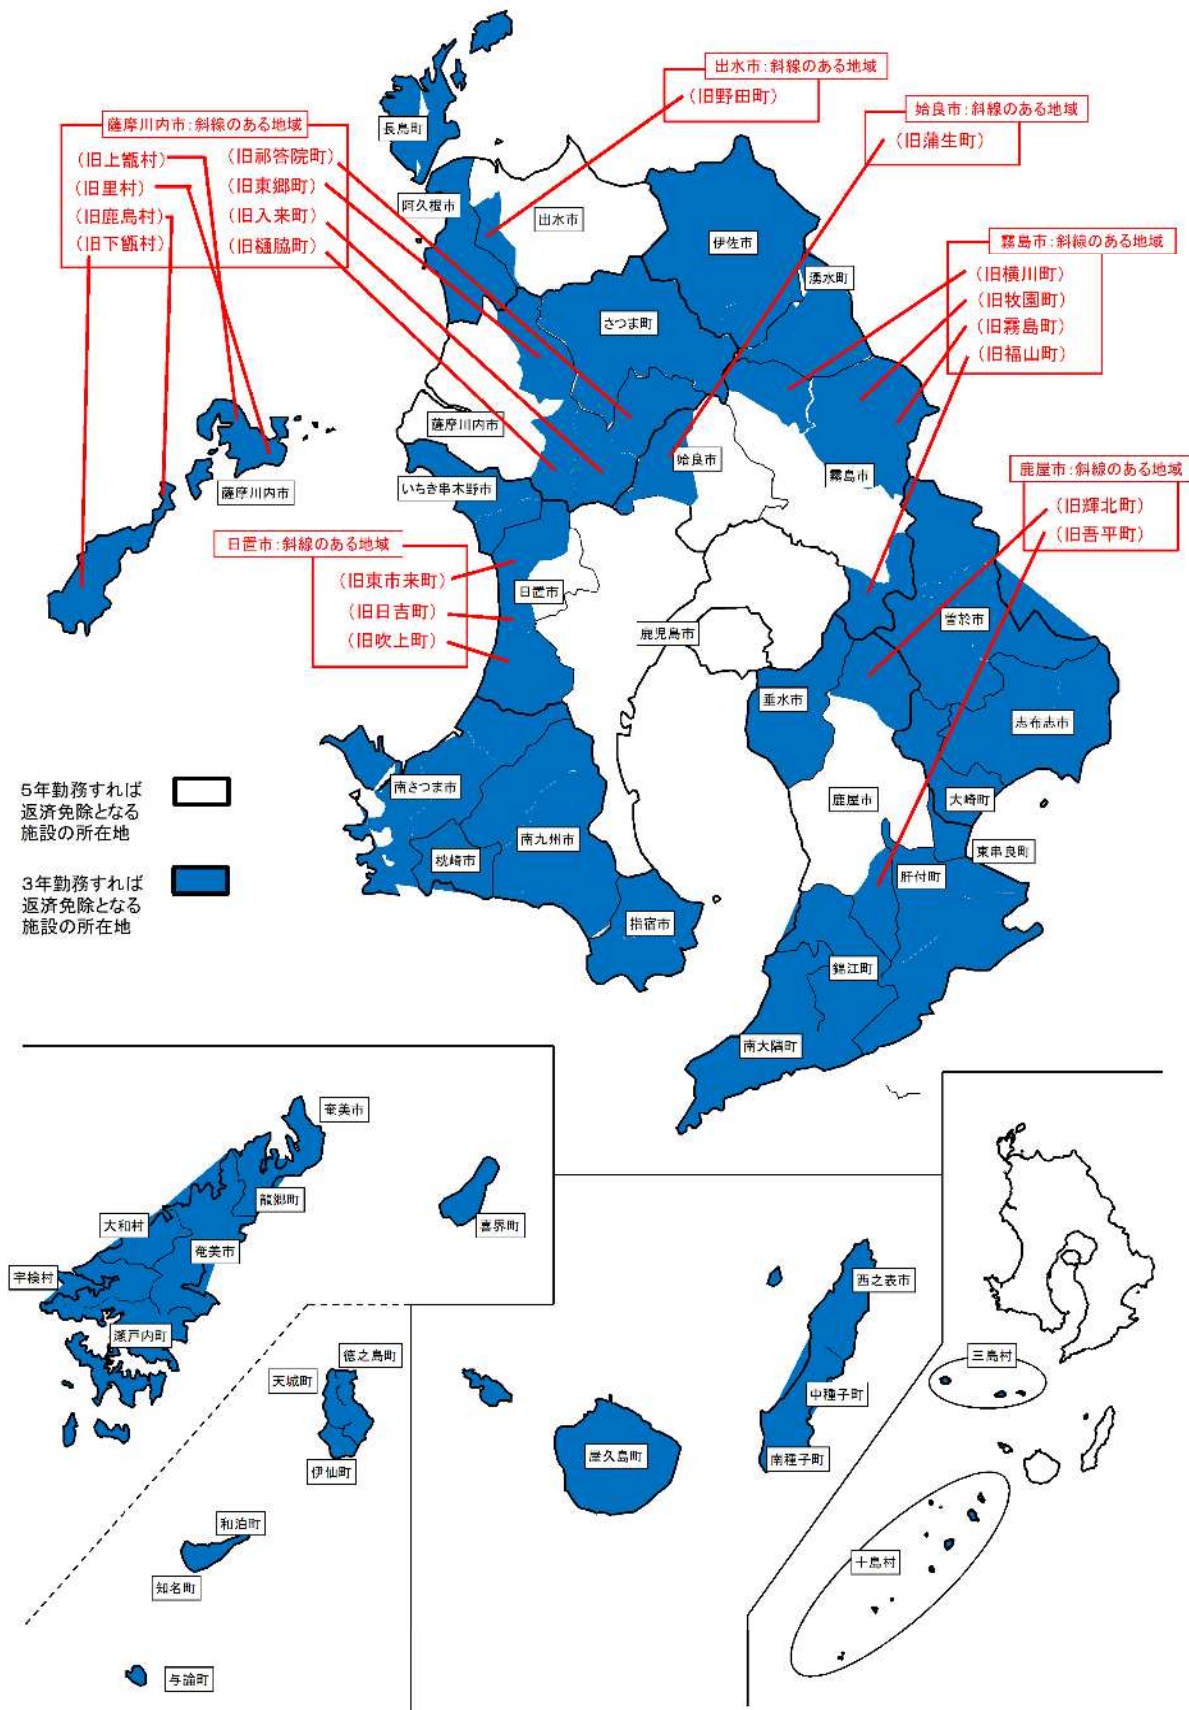 出水市:斜線のある地域
(旧野田町)
姶良市:斜線のある地域
(旧蒲生町)
薩摩川内市:斜線のある地域
(旧上甑村)
(旧里村)
(旧鹿島村)
(旧下甑村)
(旧祁答院町)
(旧東郷町)
(旧入来町)
(旧樋脇町)
霧島市:斜線のある地域
(旧横川町)
(旧牧園町)
(旧霧島町)
(旧福山町)
鹿屋市:斜線のある地域
(旧輝北町)
(旧吾平町)
日置市:斜線のある地域
(旧東市来町)
(旧日吉町)
(旧吹上町)
長島町
阿久根市
出水市
伊佐市
湧水町
さつま町
薩摩川内市
薩摩川内市
いちき串木野市
姶良市
霧島市
日置市
鹿児島市
曽於市
垂水市
志布志市
南さつま市
鹿屋市
大崎町
東串良町
南九州市
枕崎市
肝付町
指宿市
錦江町
南大隅町
5年勤務すれば
返済免除となる
施設の所在地
3年勤務すれば
返済免除となる
施設の所在地
奄美市
龍郷町
大和村
奄美市
宇検村
瀬戸内町
喜界町
徳之島町
天城町
伊仙町
和泊町
知名町
与論町
西之表市
中種子町
南種子町
屋久島町
三島村
十島村